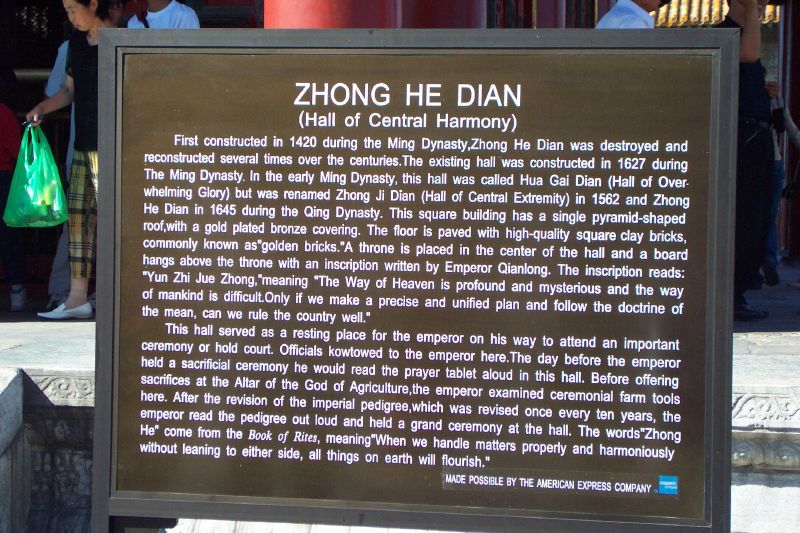 ZHONG HE DIAN
(Hall of Central Harmony)
First constructed in 1420 during the Ming Dynasty,Zhong He Dian was destroyed and
reconstructed several times over the centuries.The existing hall was constructed in 1627 during
The Ming Dynasty. In the early Ming Dynasty, this hall was called Hua Gai Dian (Hall of Over-
whelming Glory) but was renamed Zhong Ji Dian (Hall of Central Extremity) in 1562 and Zhong
He Dian in 1645 during the Qing Dynasty. This square building has a single pyramid-shaped
roof,with a gold plated bronze covering. The floor is paved with high-quality square clay bricks,
commonly known as"golden bricks."A throne is placed in the center of the hall and a board
hangs above the throne with an inscription written by Emperor Qianlong. The inscription reads:
"Yun Zhi Jue Zhong,"meaning "The Way of Heaven is profound and mysterious and the way
of mankind is difficult.Only if we make a precise and unified plan and follow the doctrine of
the mean, can we rule the country well."
This hall served as a resting place for the emperor on his way to attend an important
ceremony or hold court. Officials kowtowed to the emperor here.The day before the emperor
held a sacrificial ceremony he would read the prayer tablet aloud in this hall. Before offering
sacrifices at the Altar of the God of Agriculture,the emperor examined ceremonial farm tools
here. After the revision of the imperial pedigree,which was revised once every ten years, the
emperor read the pedigree out loud and held a grand ceremony at the hall. The words"Zhong
He" come from the Book of Rites, meaning"When we handle matters properly and harmoniously
without leaning to either side, all things on earth will flourish."
MADE POSSIBLE BY THE AMERICAN EXPRESS COMPANY